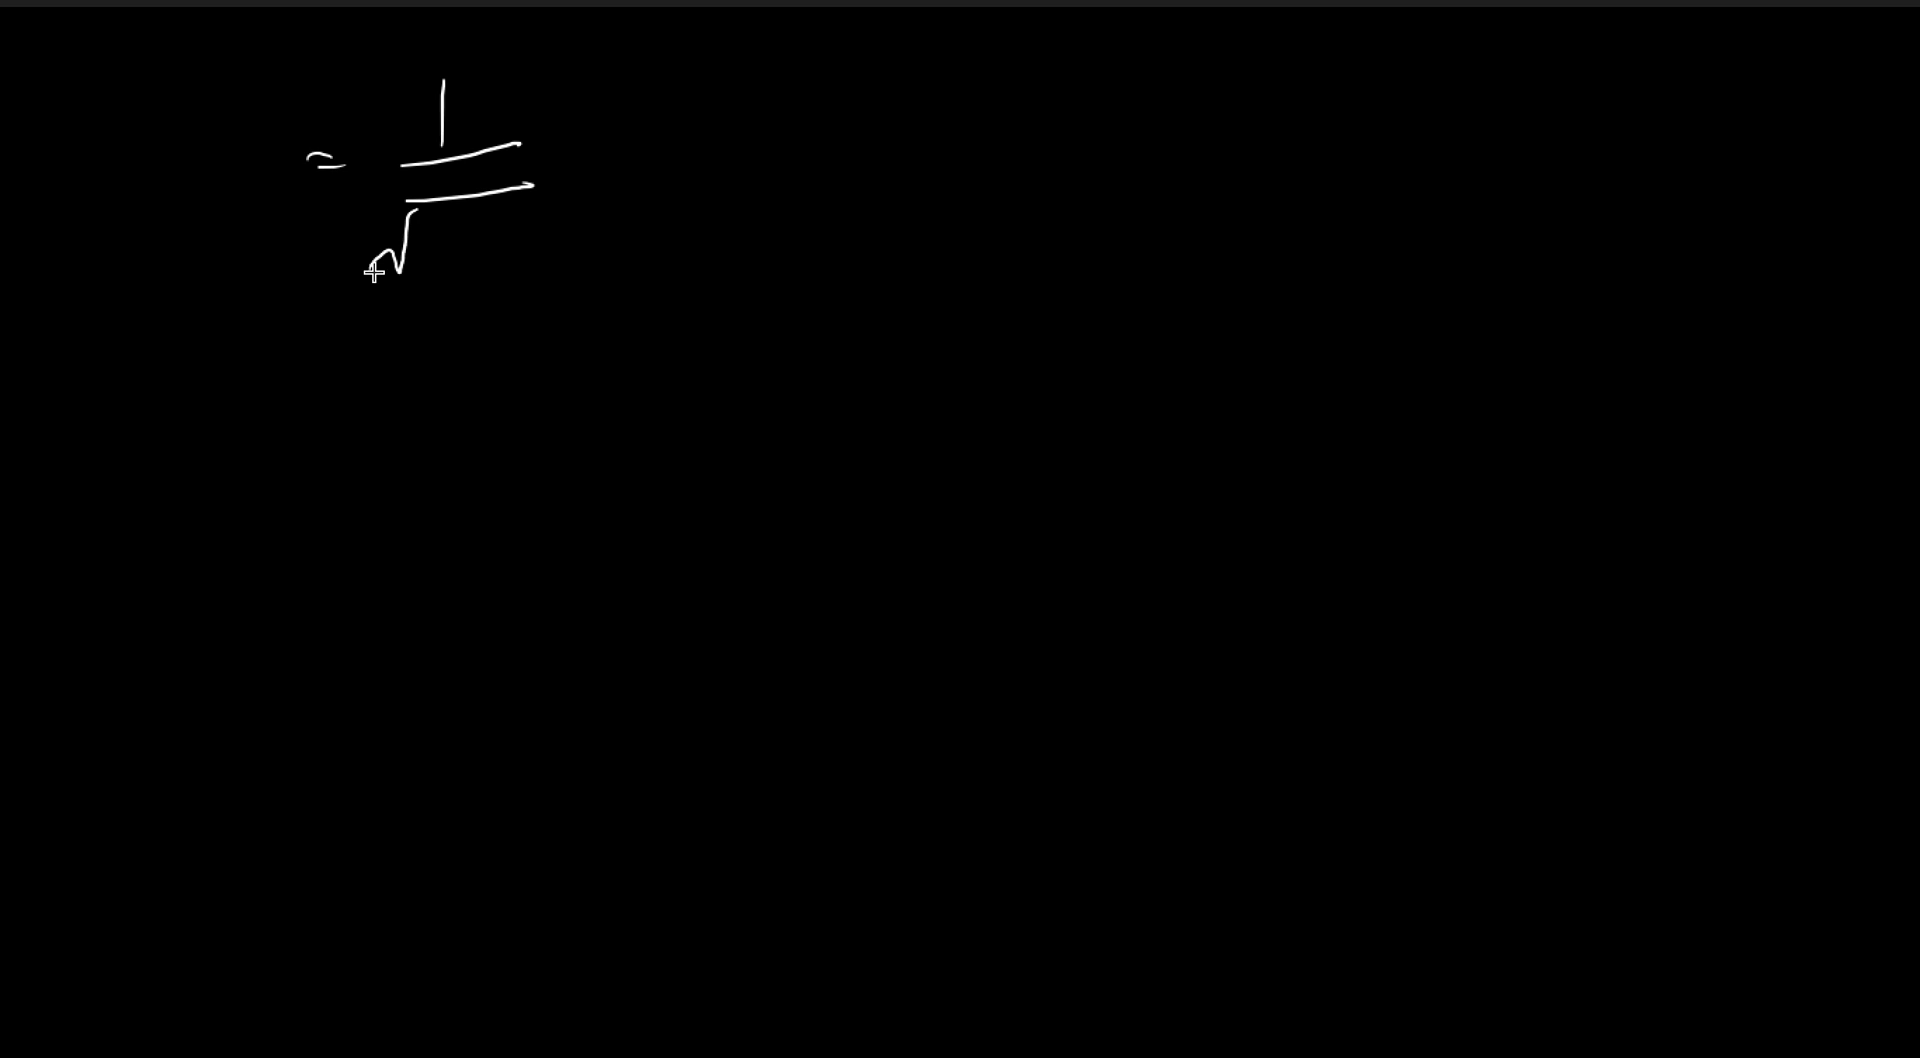 = 1/√